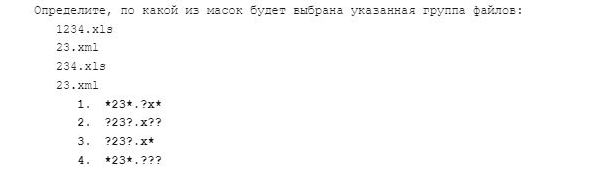 Определите, по какой из масок будет выбрана указанная группа файлов:
1234.xls
23.xml
234.xls
23.xml
1. *23*.?x*
2. ?23?.x??
3. ?23?.x*
4. *23*.???